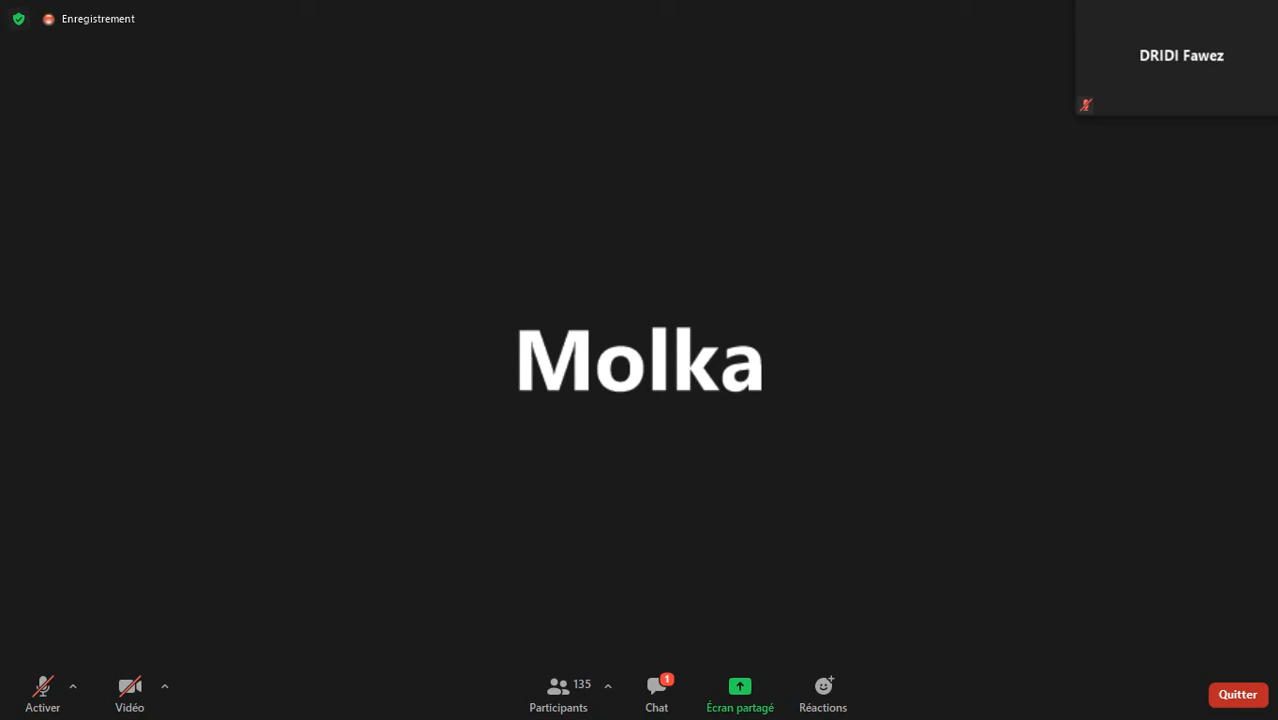 Enregistrement
DRIDI Fawez
Molka
Activer
Vidéo
135
Participants
1
Chat
Écran partagé
Réactions
Quitter